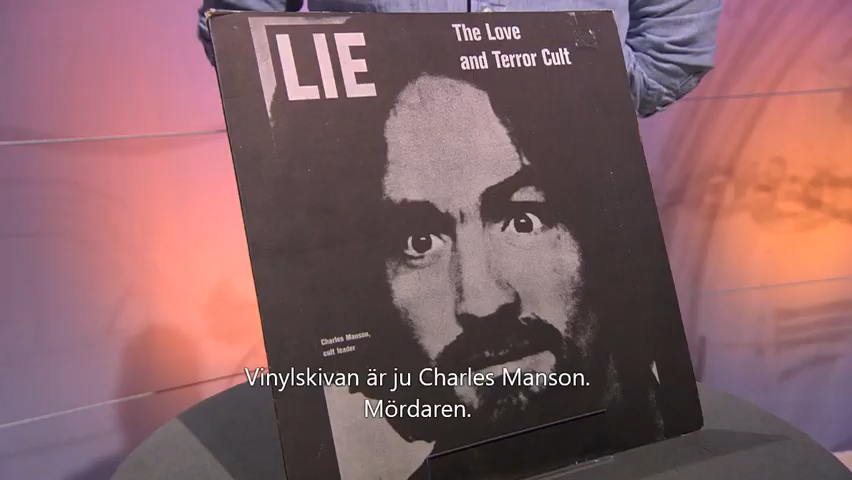 LIE
The Love
and Terror Cult
Charles Manson,
cult leader
Vinylskivan är ju Charles Manson.
Mördaren.